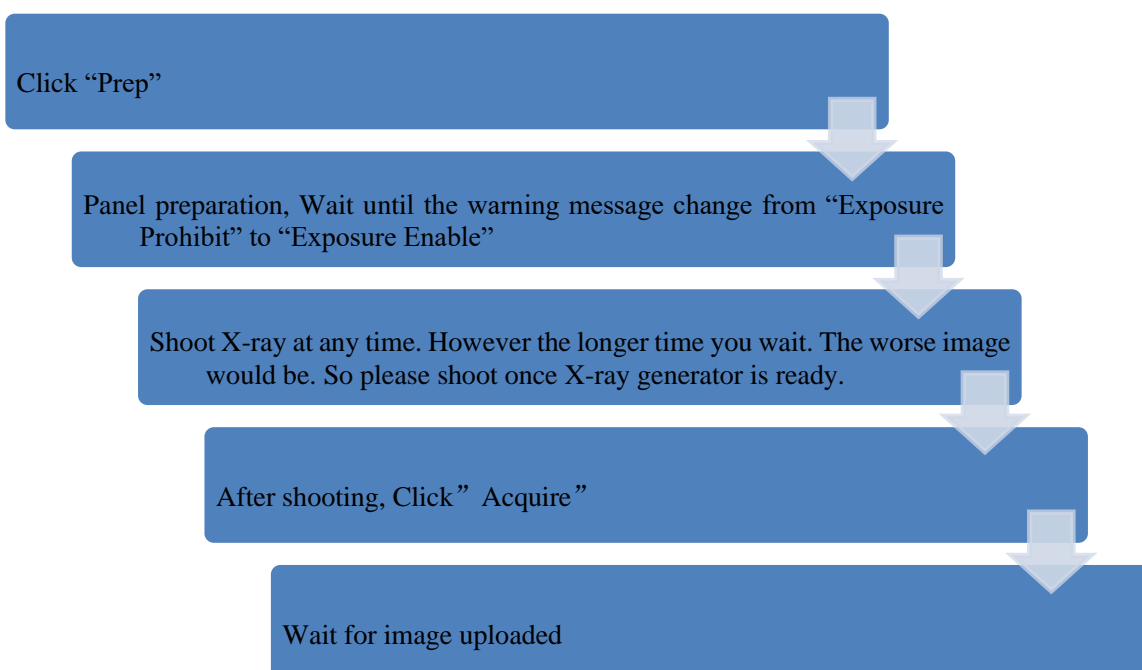 Click “Prep”
Panel preparation, Wait until the warning message change from “Exposure
Prohibit” to “Exposure Enable”
Shoot X-ray at any time. However the longer time you wait. The worse image
would be. So please shoot once X-ray generator is ready.
After shooting, Click” Acquire”
Wait for image uploaded